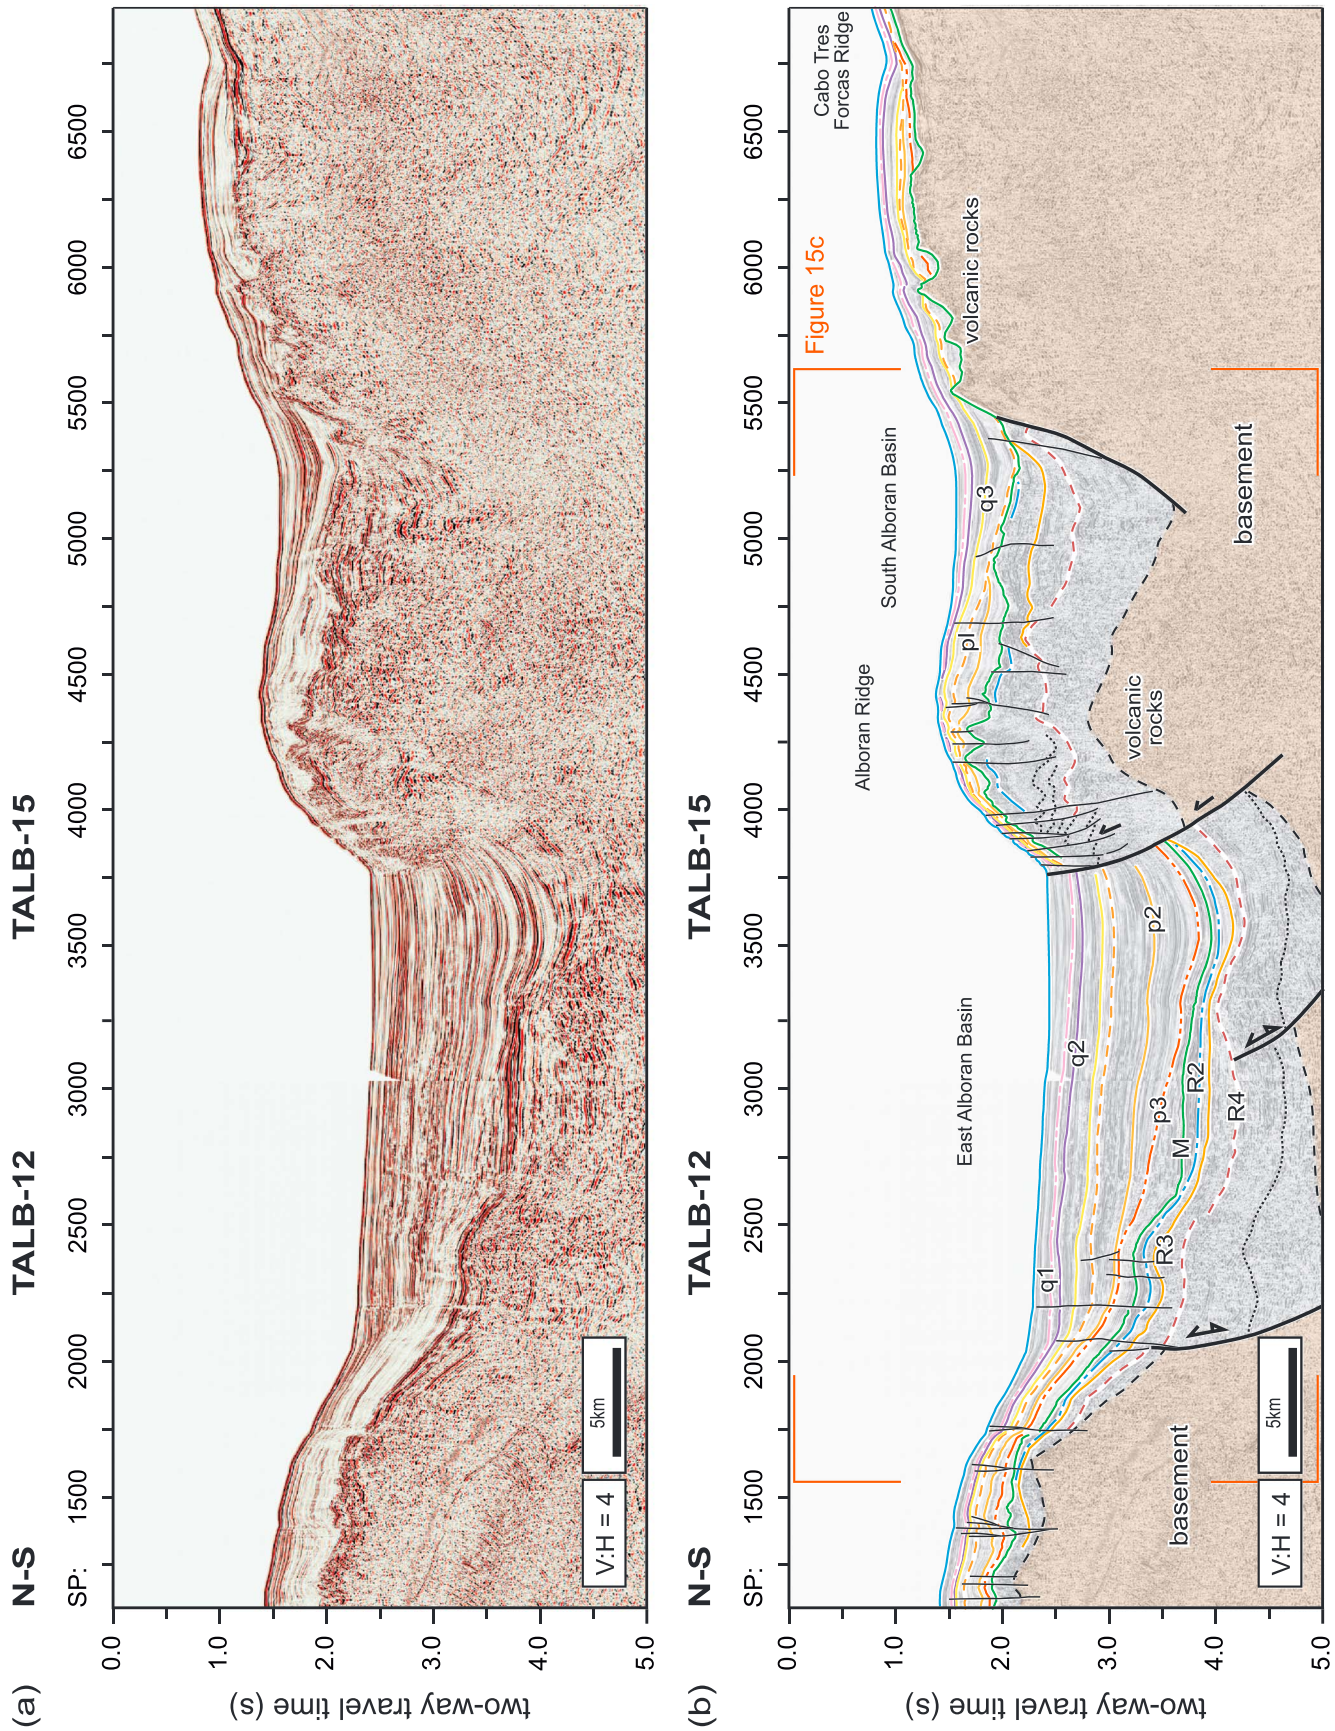 (a)
N-S
TALB-12
TALB-15
SP:
1500
2000
2500
3000
3500
4000
4500
5000
5500
6000
6500
two-way travel time (s)
0.0
1.0
2.0
3.0
4.0
5.0
V:H = 4
5km
(b)
N-S
TALB-12
TALB-15
SP:
1500
2000
2500
3000
3500
4000
4500
5000
5500
6000
6500
two-way travel time (s)
0.0
1.0
2.0
3.0
4.0
5.0
Figure 15c
East Alboran Basin
Alboran Ridge
South Alboran Basin
Cabo Tres
Forcas Ridge
q1
q2
q3
pl
p2
p3
M
R2
R3
R4
volcanic
rocks
volcanic rocks
basement
basement
V:H = 4
5km